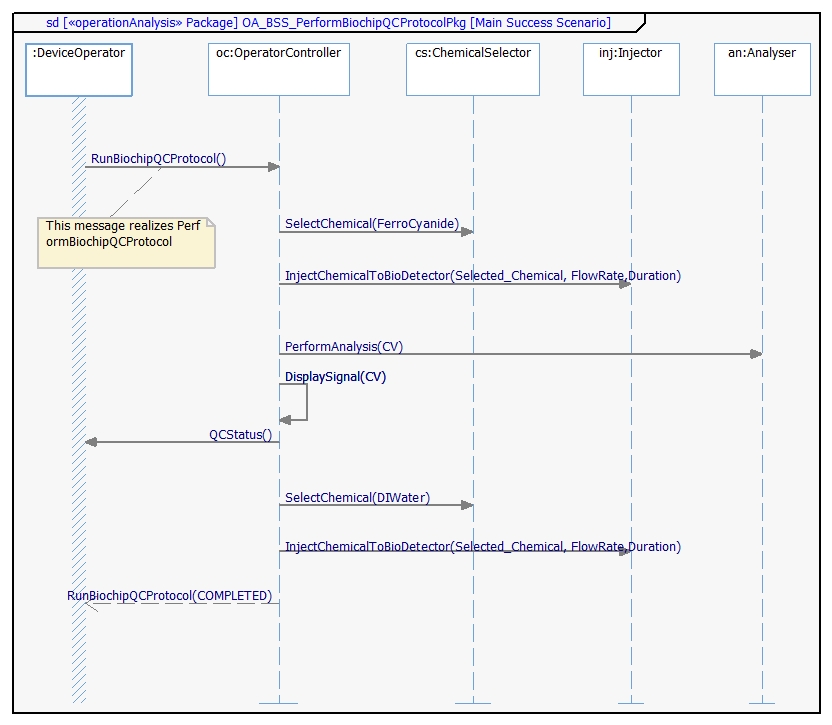 sd [«operationAnalysis» Package] OA_BSS_PerformBiochipQCProtocolPkg [Main Success Scenario]
:DeviceOperator
oc:OperatorController
cs:ChemicalSelector
inj:Injector
an:Analyser
RunBiochipQCProtocol()
This message realizes Perf
ormBiochipQCProtocol
SelectChemical(FerroCyanide)
InjectChemicalToBioDetector(Selected_Chemical, FlowRate,Duration)
PerformAnalysis(CV)
DisplaySignal(CV)
QCStatus()
SelectChemical(DIWater)
InjectChemicalToBioDetector(Selected_Chemical, FlowRate,Duration)
RunBiochipQCProtocol(COMPLETED)